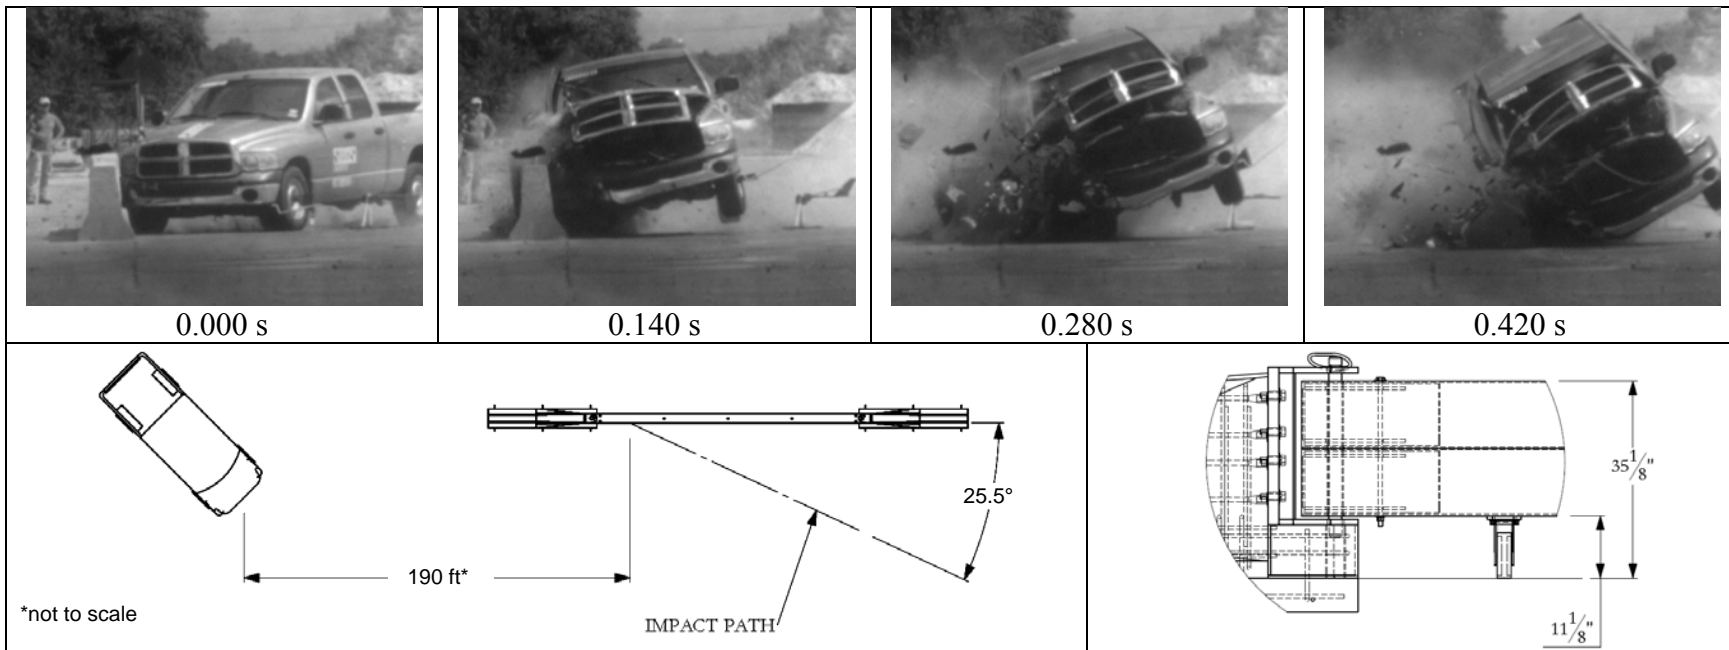 0.000 s
0.140 s
0.280 s
0.420 s
25.5°
190 ft*
*not to scale
IMPACT PATH
35 1/8"
11 1/8"